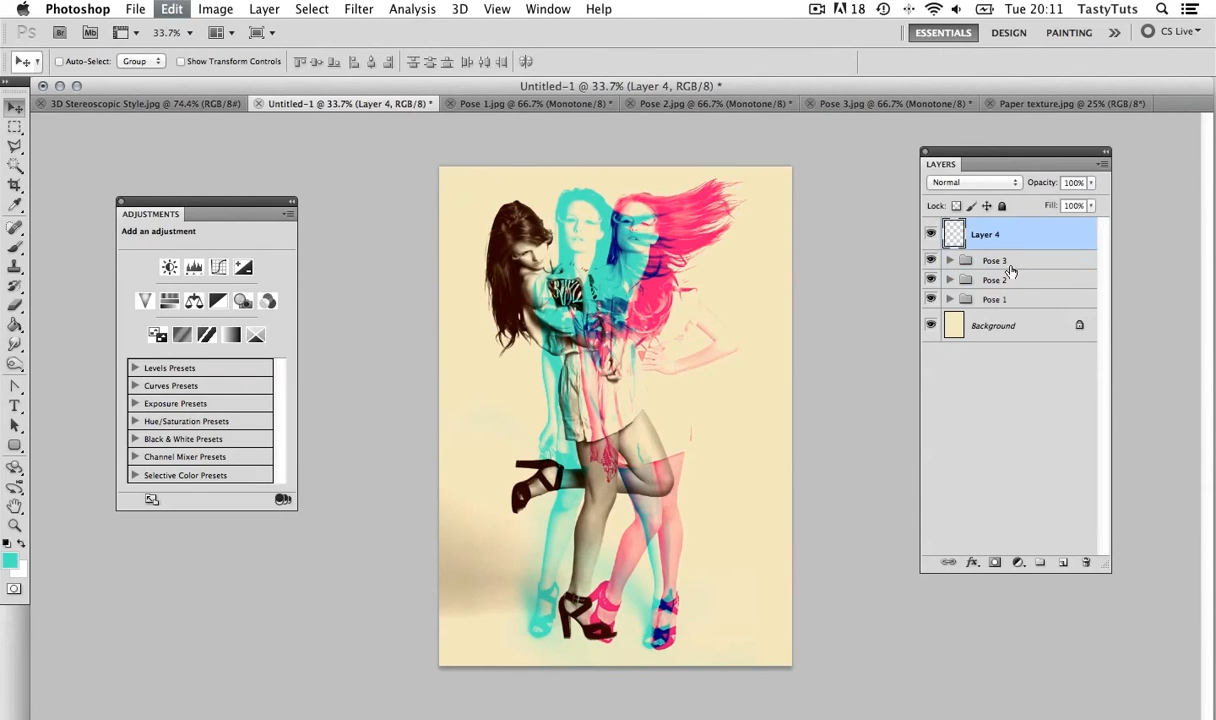 Photoshop File Edit Image Layer Select Filter Analysis 3D View Window Help 18 Tue 20:11 TastyTuts
Ps Br Mb 33.7% ESSENTIALS DESIGN PAINTING CS Live
Auto-Select: Group Show Transform Controls
Untitled-1 @ 33.7% (Layer 4, RGB/8) *
3D Stereoscopic Style.jpg @ 74.4% (RGB/8#) Untitled-1 @ 33.7% (Layer 4, RGB/8) * Pose 1.jpg @ 66.7% (Monotone/8) * Pose 2.jpg @ 66.7% (Monotone/8) * Pose 3.jpg @ 66.7% (Monotone/8) * Paper texture.jpg @ 25% (RGB/8*)
LAYERS
Normal Opacity: 100%
Lock: Fill: 100%
Layer 4
Pose 3
Pose 2
Pose 1
Background
ADJUSTMENTS
Add an adjustment
Levels Presets
Curves Presets
Exposure Presets
Hue/Saturation Presets
Black & White Presets
Channel Mixer Presets
Selective Color Presets